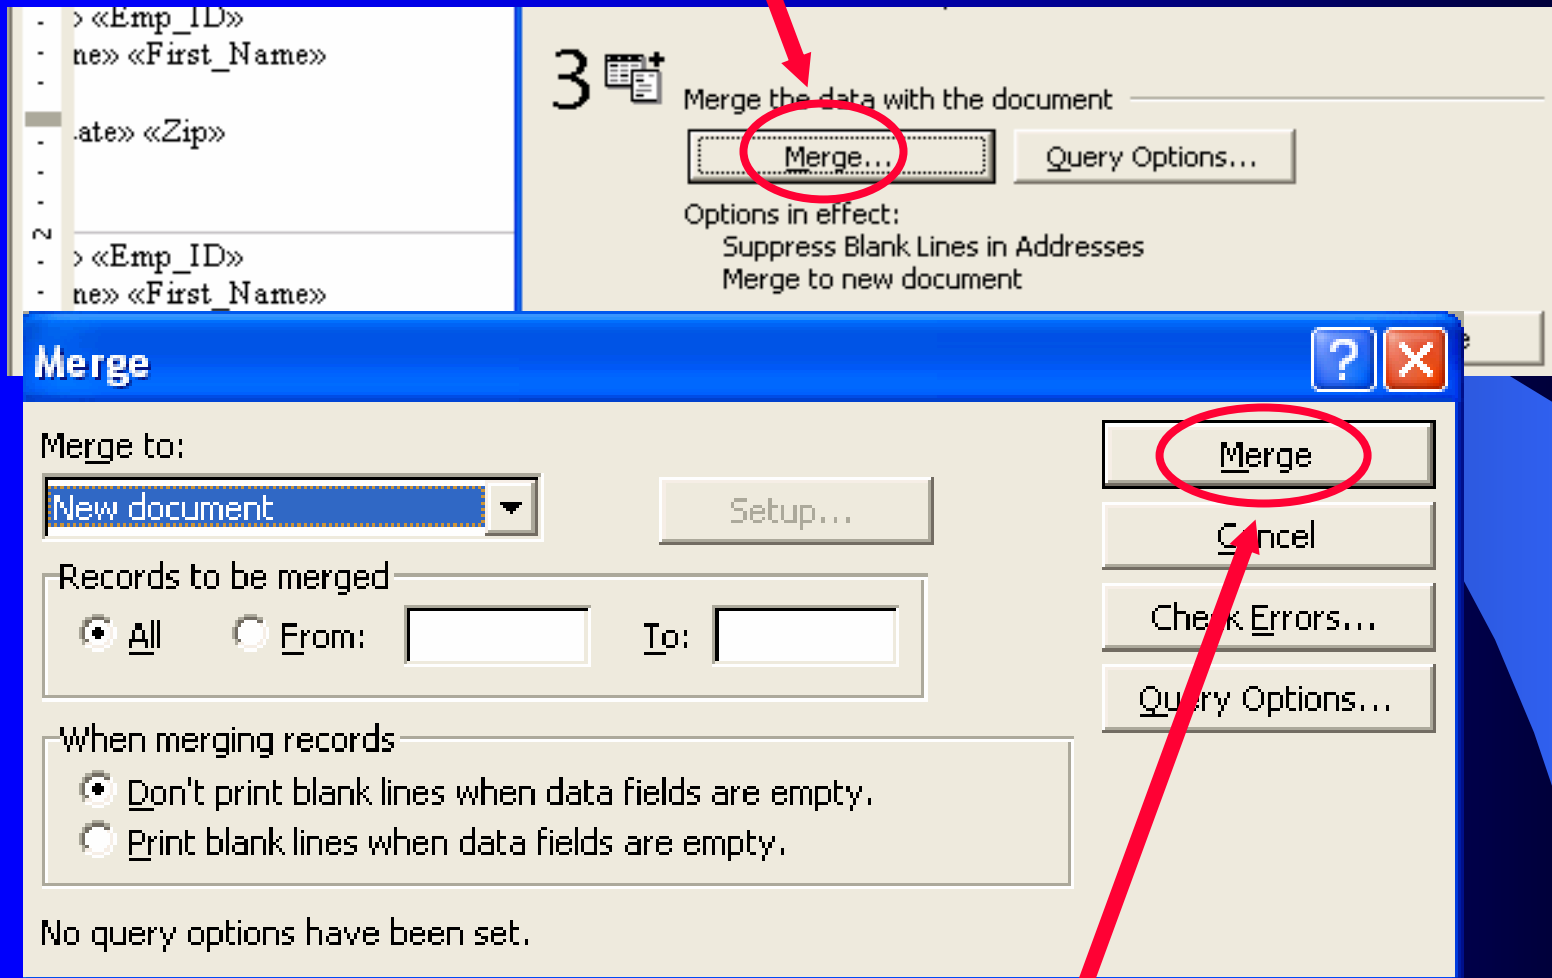 «Emp_ID»
ne» «First_Name»
ate» «Zip»
2
«Emp_ID»
ne» «First_Name»
3
Merge the data with the document
Merge...
Query Options...
Options in effect:
Suppress Blank Lines in Addresses
Merge to new document
Merge
?
Merge to:
New document
Setup...
Records to be merged
All
From:
To:
When merging records
Don't print blank lines when data fields are empty.
Print blank lines when data fields are empty.
No query options have been set.
Merge
Cancel
Check Errors...
Query Options...